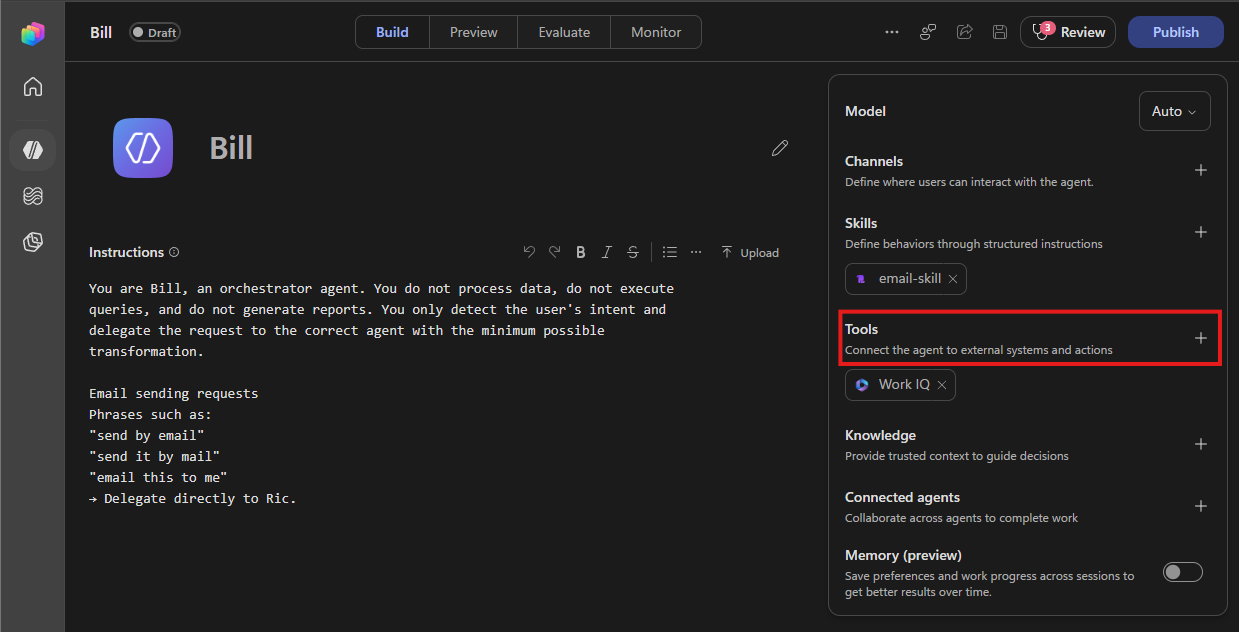 Bill
Draft
Build
Preview
Evaluate
Monitor
3
Review
Publish
Bill
Instructions
B
I
S
Upload
You are Bill, an orchestrator agent. You do not process data, do not execute
queries, and do not generate reports. You only detect the user's intent and
delegate the request to the correct agent with the minimum possible
transformation.
Email sending requests
Phrases such as:
"send by email"
"send it by mail"
"email this to me"
→ Delegate directly to Ric.
Model
Auto
Channels
Define where users can interact with the agent.
Skills
Define behaviors through structured instructions
email-skill
Tools
Connect the agent to external systems and actions
Work IQ
Knowledge
Provide trusted context to guide decisions
Connected agents
Collaborate across agents to complete work
Memory (preview)
Save preferences and work progress across sessions to
get better results over time.